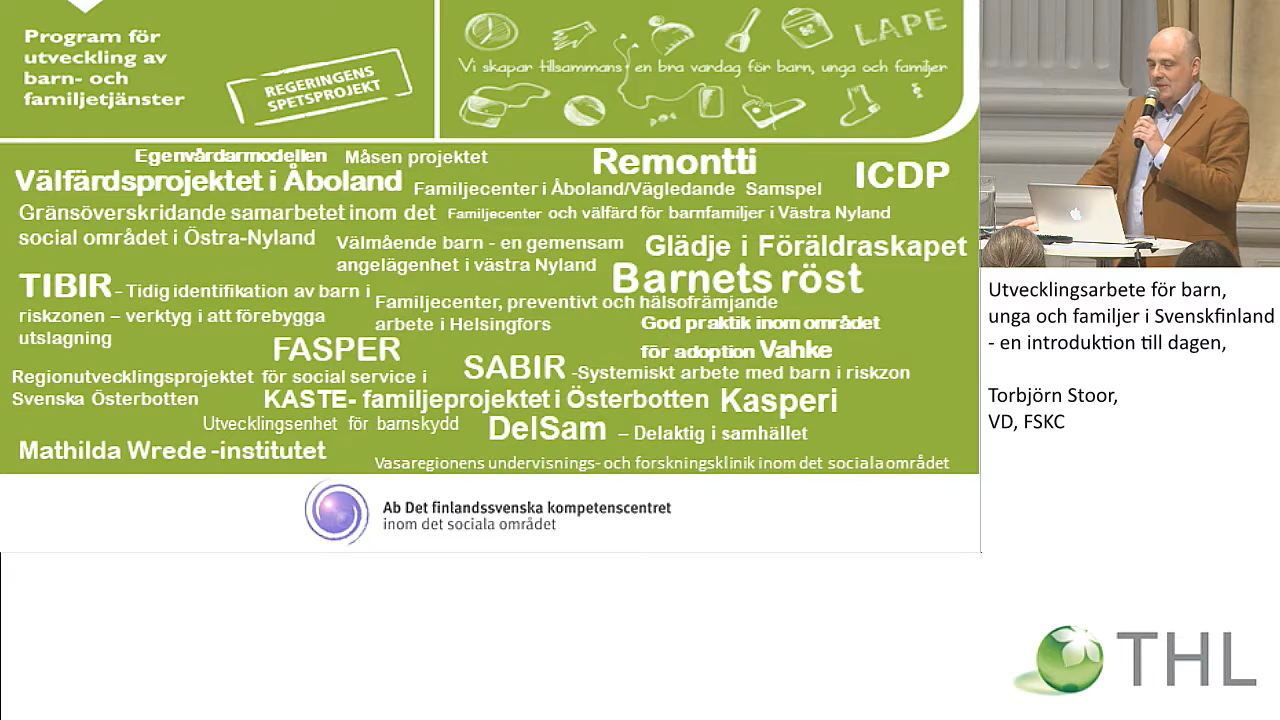 Program för
utveckling av
barn- och
familjetjänster
REGERINGENS
SPETSPROJEKT
LAPE
Vi skapar tillsammans en bra vardag för barn, unga och familjer
Egenvårdarmodellen
Måsen projektet
Remontti
ICDP
Välfärdsprojektet i Åboland
Familjecenter i Åboland/Vägledande Samspel
Gränsöverskridande samarbetet inom det
social området i Östra-Nyland
Familjecenter och välfärd för barnfamiljer i Västra Nyland
Välmående barn - en gemensam
angelägenhet i västra Nyland
Glädje i Föräldraskapet
Barnets röst
TIBIR - Tidig identifikation av barn i
riskzonen – verktyg i att förebygga
utslagning
Familjecenter, preventivt och hälsofrämjande
arbete i Helsingfors
God praktik inom området
för adoption Vahke
FASPER
SABIR -Systemiskt arbete med barn i riskzon
Regionutvecklingsprojektet för social service i
Svenska Österbotten
KASTE- familjeprojektet i Österbotten
Kasperi
Utvecklingsenhet för barnskydd
DelSam – Delaktig i samhället
Mathilda Wrede -institutet
Vasaregionens undervisnings- och forskningsklinik inom det sociala området
Ab Det finlandssvenska kompetenscentret
inom det sociala området
Utvecklingsarbete för barn,
unga och familjer i Svenskfinland
- en introduktion till dagen,
Torbjörn Stoor,
VD, FSKC
THL